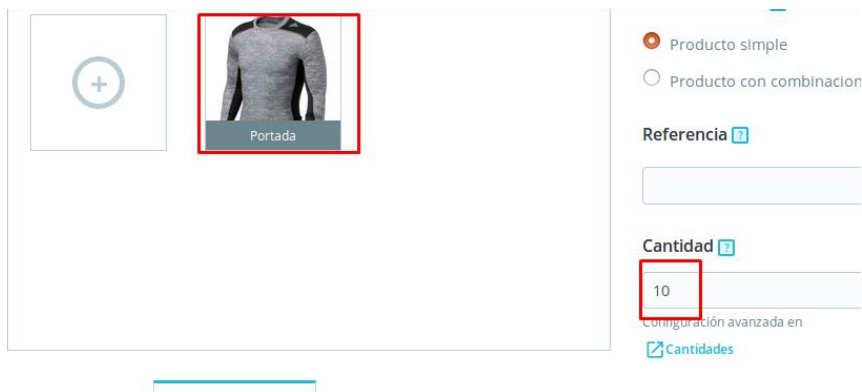 Portada
Producto simple
Producto con combinacion
Referencia ?
Cantidad ?
10
Configuración avanzada en
Cantidades